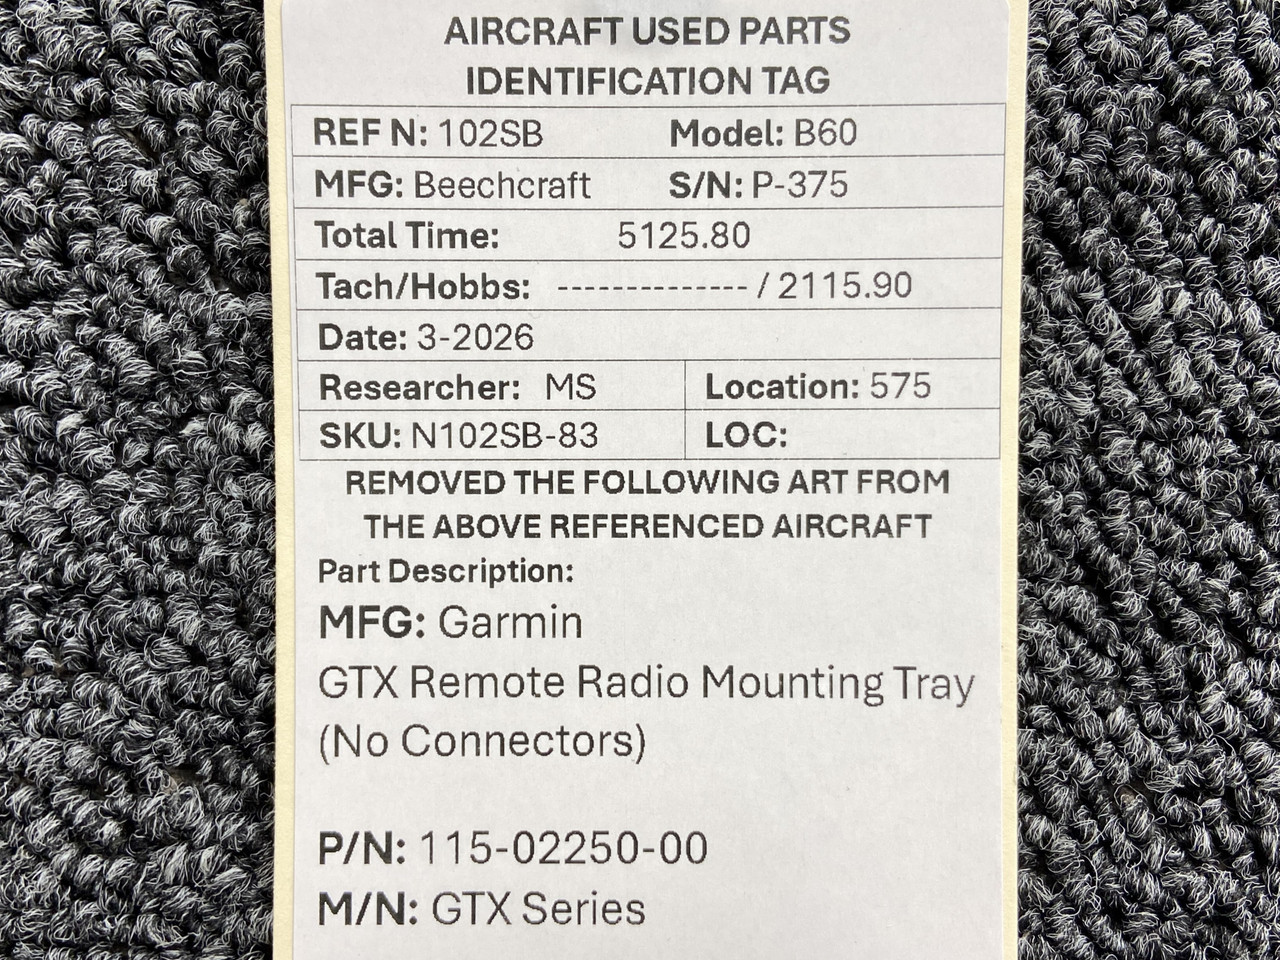 AIRCRAFT USED PARTS
IDENTIFICATION TAG
REF N: 102SB Model: B60
MFG: Beechcraft S/N: P-375
Total Time: 5125.80
Tach/Hobbs: -------------- / 2115.90
Date: 3-2026
Researcher: MS Location: 575
SKU: N102SB-83 LOC:
REMOVED THE FOLLOWING ART FROM
THE ABOVE REFERENCED AIRCRAFT
Part Description:
MFG: Garmin
GTX Remote Radio Mounting Tray
(No Connectors)
P/N: 115-02250-00
M/N: GTX Series